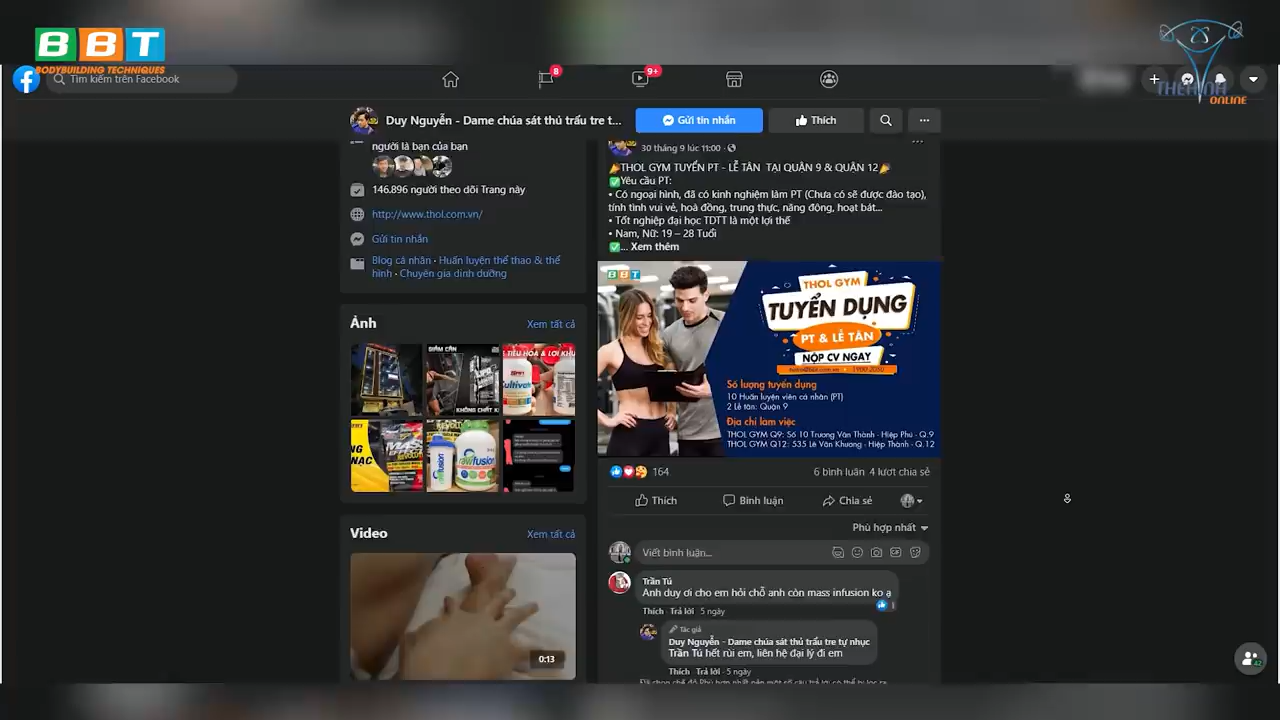 BBT
BODYBUILDING TECHNIQUES
Tìm kiếm trên Facebook
8
9+
THEHINH
ONLINE
Duy Nguyễn - Dame chúa sát thủ trấu tre t...
Gửi tin nhắn
Thích
người là bạn của bạn
146.896 người theo dõi Trang này
http://www.thol.com.vn/
Gửi tin nhắn
Blog cá nhân · Huấn luyện thể thao & thể
hình · Chuyên gia dinh dưỡng
Ảnh
Xem tất cả
GIẢM CÂN
Video
Xem tất cả
0:13
30 tháng 9 lúc 11:00
THOL GYM TUYỂN PT - LỄ TÂN TẠI QUẬN 9 & QUẬN 12
Yêu cầu PT:
• Có ngoại hình, đã có kinh nghiệm làm PT (Chưa có sẽ được đào tạo),
tính tình vui vẻ, hoà đồng, trung thực, năng động, hoạt bát...
• Tốt nghiệp đại học TDTT là một lợi thế
• Nam, Nữ: 19 – 28 Tuổi
... Xem thêm
BBT
THOL GYM
TUYỂN DỤNG
PT & LỄ TÂN
NỘP CV NGAY
Số lượng tuyển dụng
10 Huấn luyện viên cá nhân (PT)
2 Lễ tân: Quận 9
Địa chỉ làm việc
THOL GYM Q9: Số 10 Trương Văn Thành - Hiệp Phú - Q.9
THOL GYM Q12: 535 Lê Văn Khương - Hiệp Thành - Q.12
164
6 bình luận 4 lượt chia sẻ
Thích
Bình luận
Chia sẻ
Phù hợp nhất
Viết bình luận...
Trần Tú
Anh duy ơi cho em hỏi chỗ anh còn mass infusion ko ạ
1
Thích · Trả lời · 5 ngày
Tác giả
Duy Nguyễn - Dame chúa sát thủ trấu tre tự nhục
Trần Tú hết rùi em, liên hệ đại lý đi em
Thích · Trả lời · 5 ngày
42